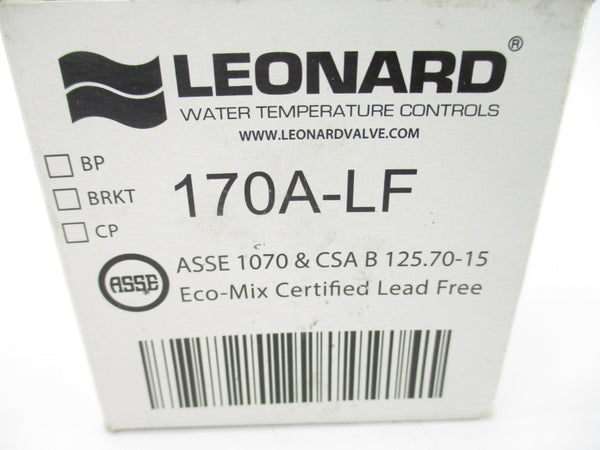 LEONARD®
WATER TEMPERATURE CONTROLS
WWW.LEONARDVALVE.COM
BP
BRKT
CP
170A-LF
ASSE
ASSE 1070 & CSA B 125.70-15
Eco-Mix Certified Lead Free